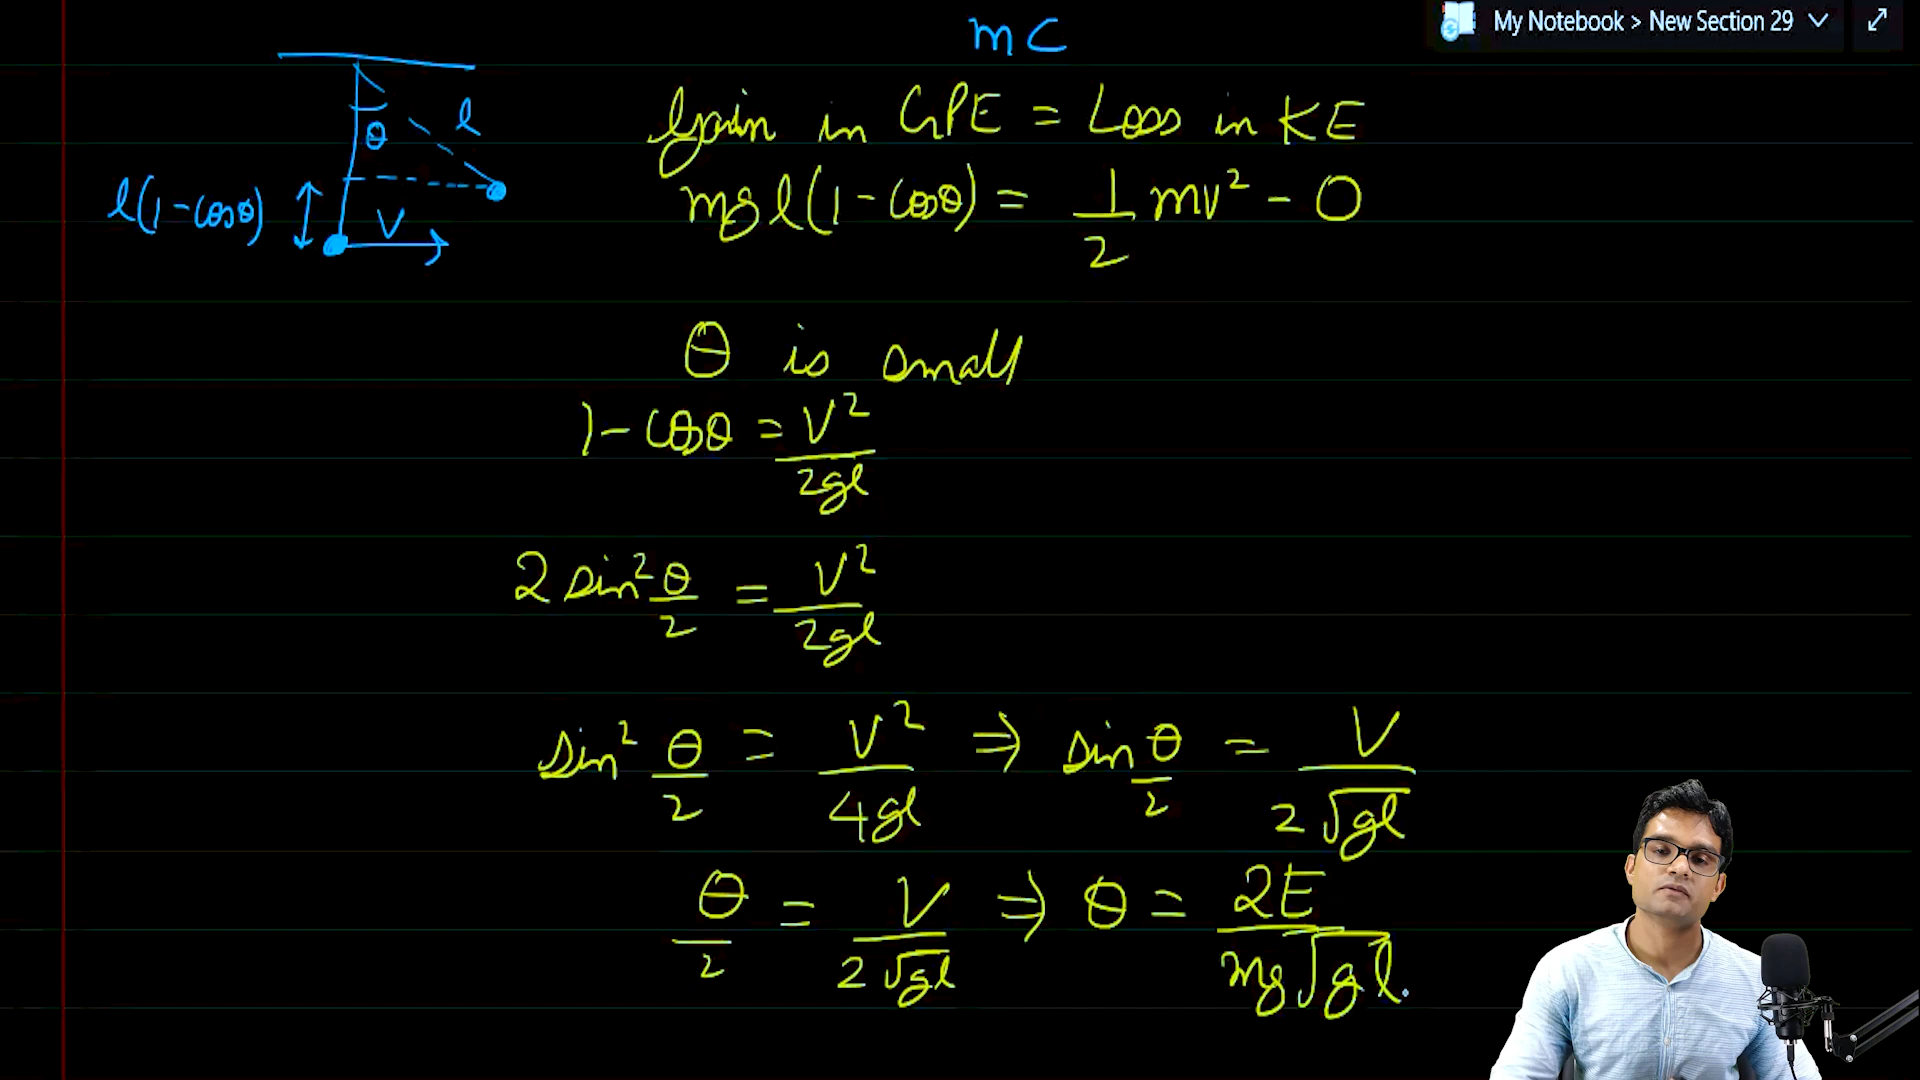 m c
My Notebook > New Section 29
θ
l
l(1-cosθ)
V
Gain in GPE = Loss in KE
mgl(1-cosθ) = 1/2 mv² - 0
θ is small
1-cosθ = V²/2gl
2 sin² θ/2 = V²/2gl
sin² θ/2 = V²/4gl ⇒ sin θ/2 = V/2√gl
θ/2 = V/2√gl ⇒ θ = 2E/mg√gl